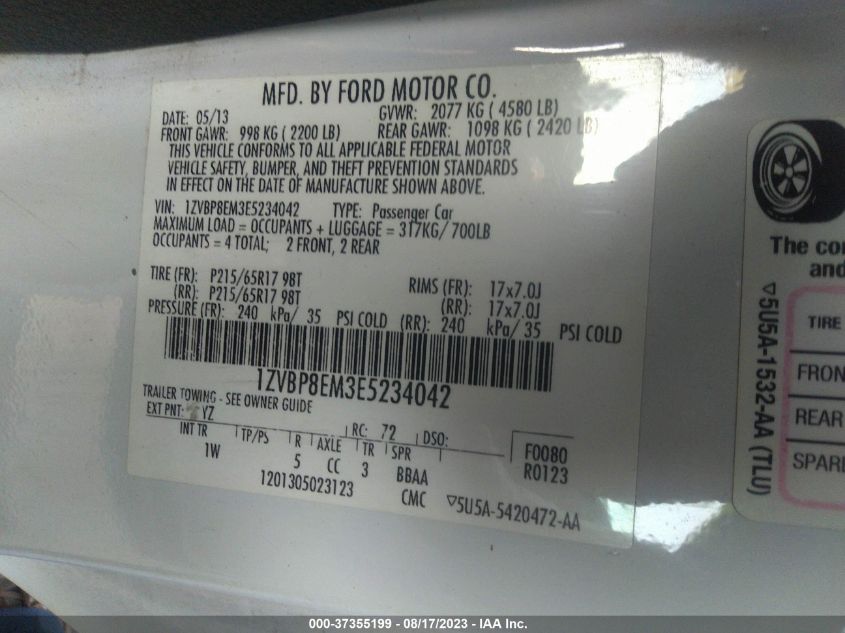 MFD. BY FORD MOTOR CO.
DATE: 05/13 GVWR: 2077 KG ( 4580 LB)
FRONT GAWR: 998 KG ( 2200 LB) REAR GAWR: 1098 KG ( 2420 LB)
THIS VEHICLE CONFORMS TO ALL APPLICABLE FEDERAL MOTOR
VEHICLE SAFETY, BUMPER, AND THEFT PREVENTION STANDARDS
IN EFFECT ON THE DATE OF MANUFACTURE SHOWN ABOVE.
VIN: 1ZVBP8EM3E5234042 TYPE: Passenger Car
MAXIMUM LOAD = OCCUPANTS + LUGGAGE = 317KG/ 700LB
OCCUPANTS = 4 TOTAL; 2 FRONT, 2 REAR
TIRE (FR): P215/65R17 98T RIMS (FR): 17x7.0J
(RR): P215/65R17 98T (RR): 17x7.0J
PRESSURE (FR): 240 kPa/ 35 PSI COLD (RR): 240 kPa/ 35 PSI COLD
1ZVBP8EM3E5234042
TRAILER TOWING - SEE OWNER GUIDE
EXT PNT: YZ RC: 72 DSO:
INT TR TP/PS R AXLE TR SPR F0080
1W 5 CC 3 BBAA R0123
1201305023123 CMC ▽5U5A-5420472-AA
The
and
▽5U5A-1532-AA (TLU)
TIRE
REAR
SPARE
000-37355199 - 08/17/2023 - IAA Inc.